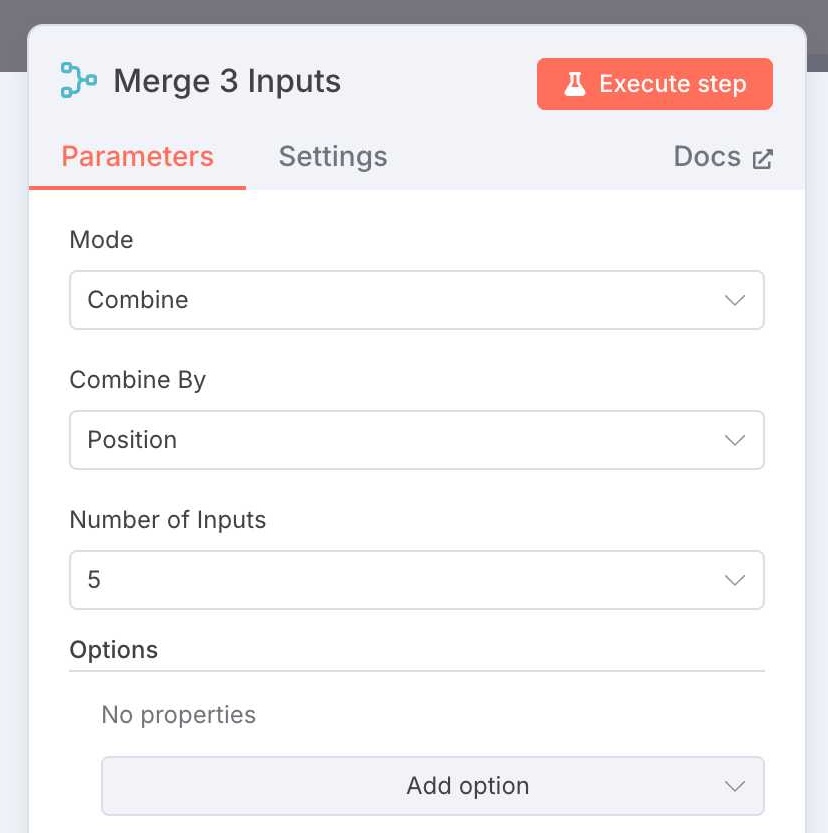 Merge 3 Inputs
Execute step
Parameters
Settings
Docs
Mode
Combine
Combine By
Position
Number of Inputs
5
Options
No properties
Add option